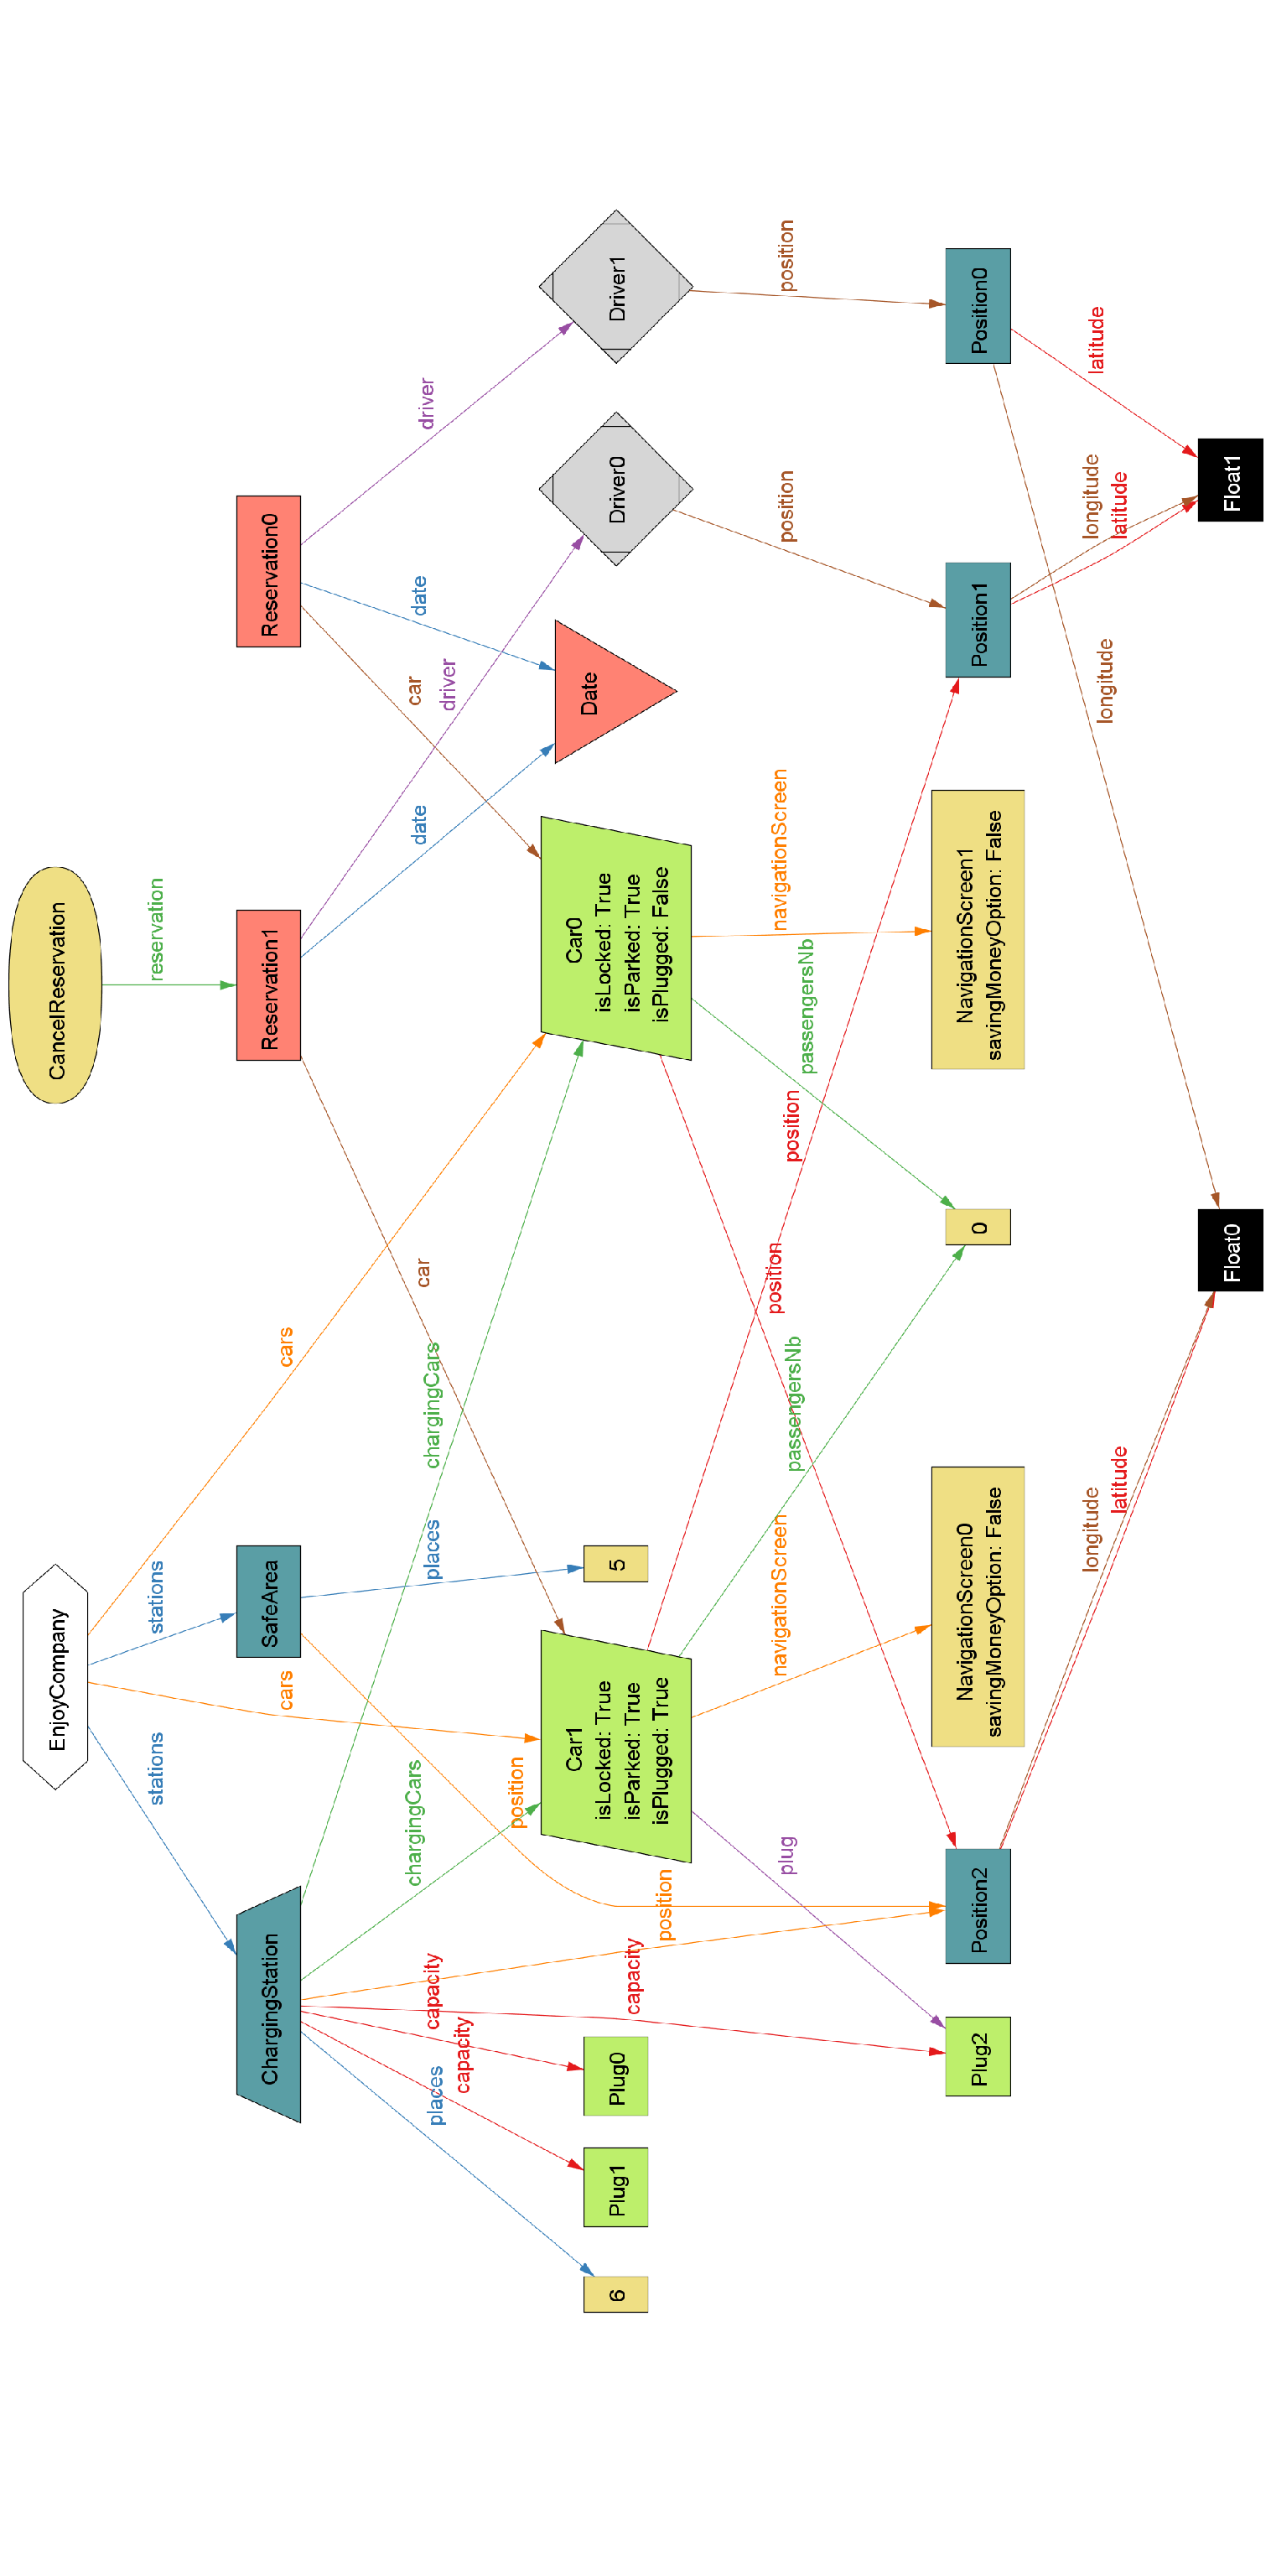 EnjoyCompany
CancelReservation
stations
stations
reservation
cars
cars
ChargingStation
SafeArea
Reservation1
Reservation0
places
capacity
capacity
capacity
chargingCars
chargingCars
position
position
places
car
date
driver
car
date
driver
6
Plug1
Plug0
Car1
isLocked: True
isParked: True
isPlugged: True
5
Car0
isLocked: True
isParked: True
isPlugged: False
Date
Driver0
Driver1
plug
navigationScreen
passengersNb
position
position
passengersNb
navigationScreen
position
position
Plug2
Position2
NavigationScreen0
savingMoneyOption: False
0
NavigationScreen1
savingMoneyOption: False
Position1
Position0
longitude
latitude
longitude
longitude
latitude
latitude
Float0
Float1